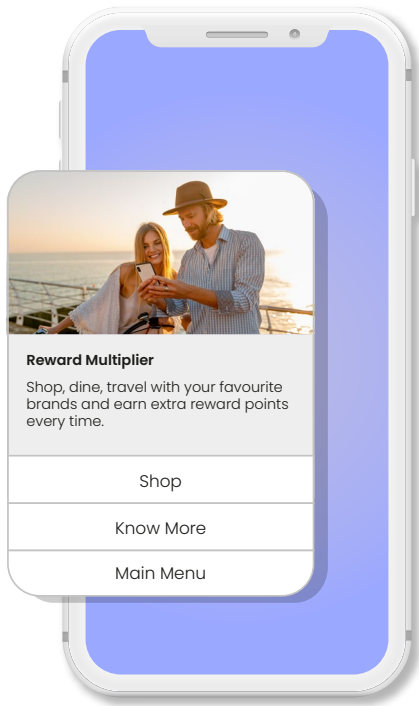 Reward Multiplier
Shop, dine, travel with your favourite
brands and earn extra reward points
every time.
Shop
Know More
Main Menu